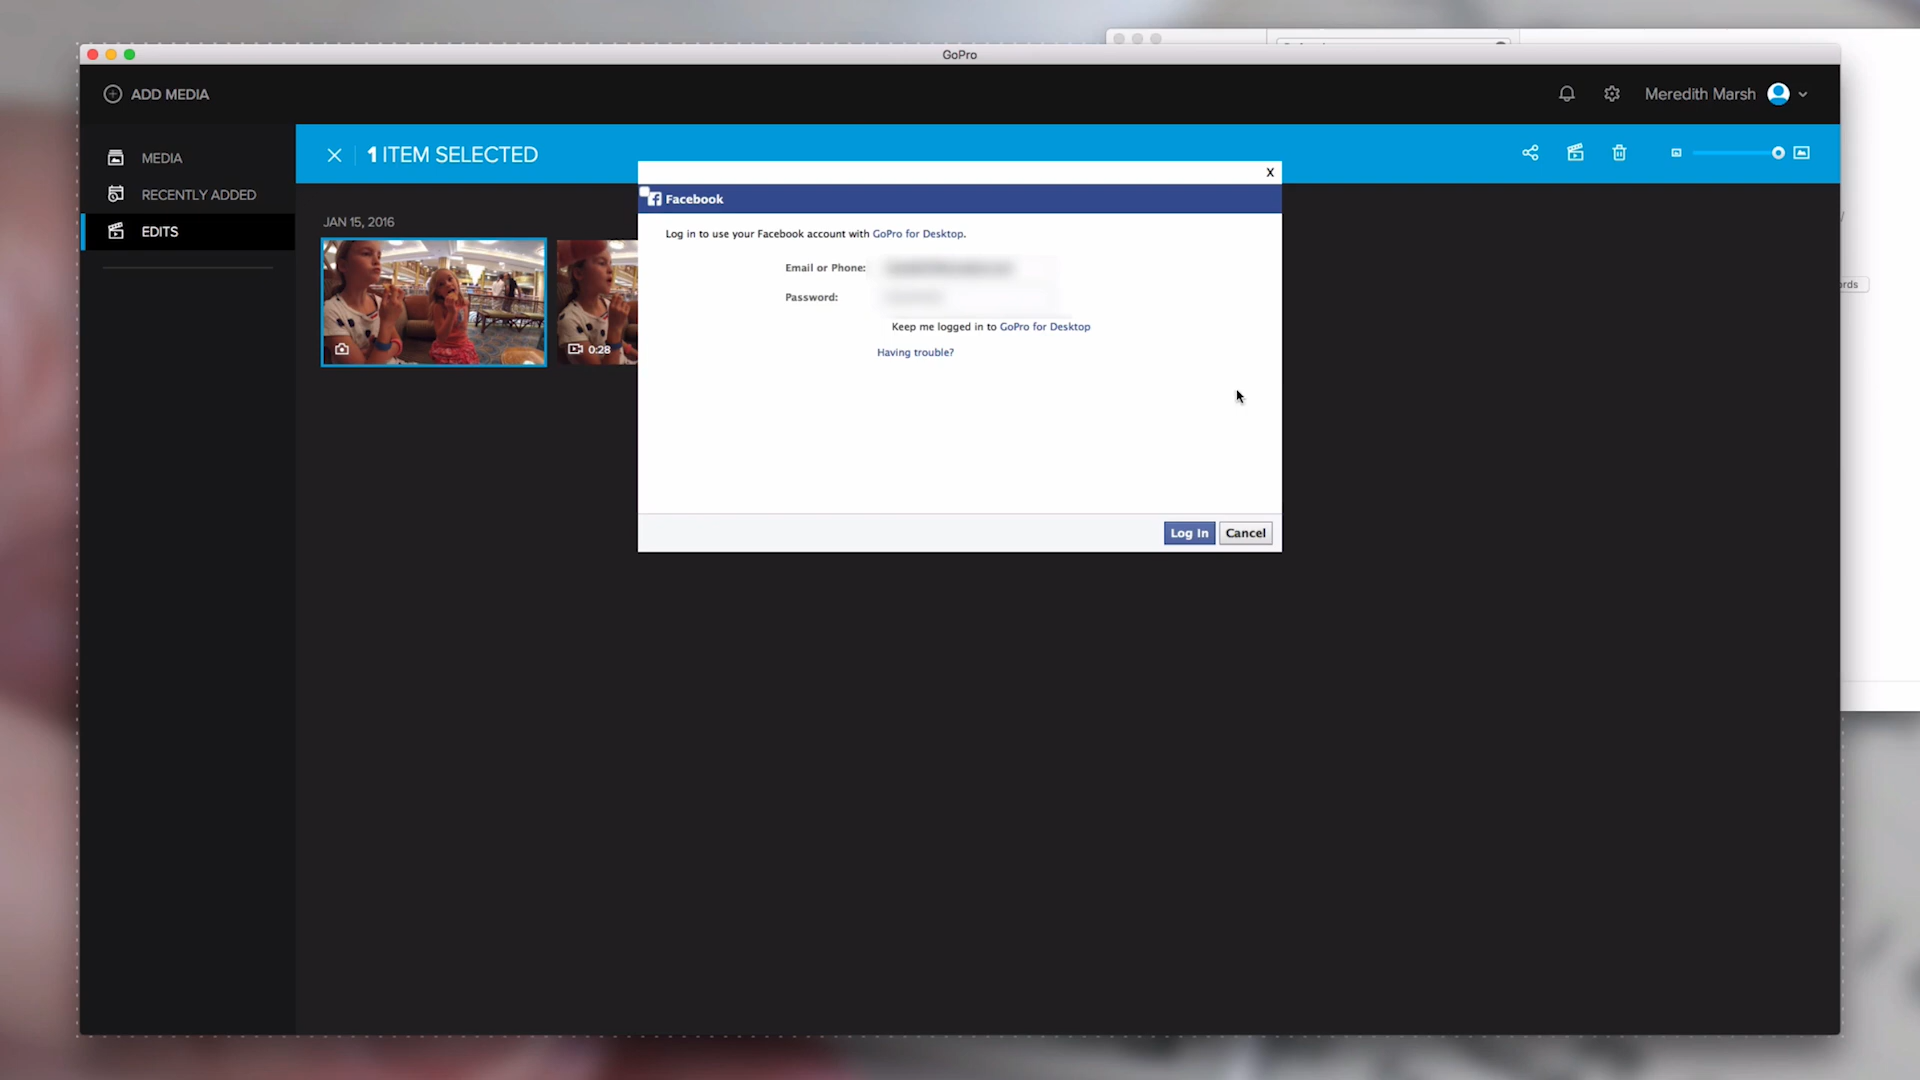 GoPro
ADD MEDIA
Meredith Marsh
MEDIA
RECENTLY ADDED
EDITS
1 ITEM SELECTED
JAN 15, 2016
0:28
X
Facebook
Log in to use your Facebook account with GoPro for Desktop.
Email or Phone:
Password:
Keep me logged in to GoPro for Desktop
Having trouble?
Log In
Cancel